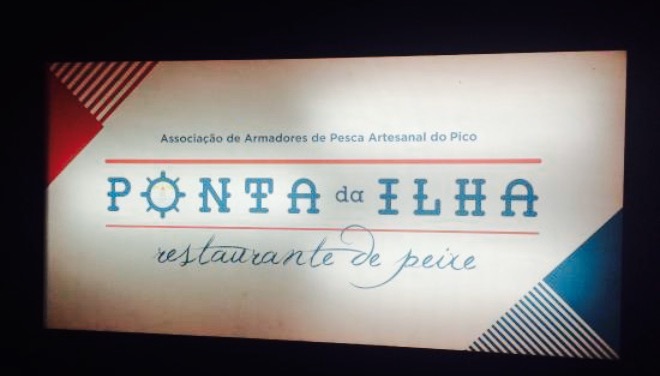 Associação de Armadores de Pesca Artesanal do Pico
PONTA da ILHA
restaurante de peixe